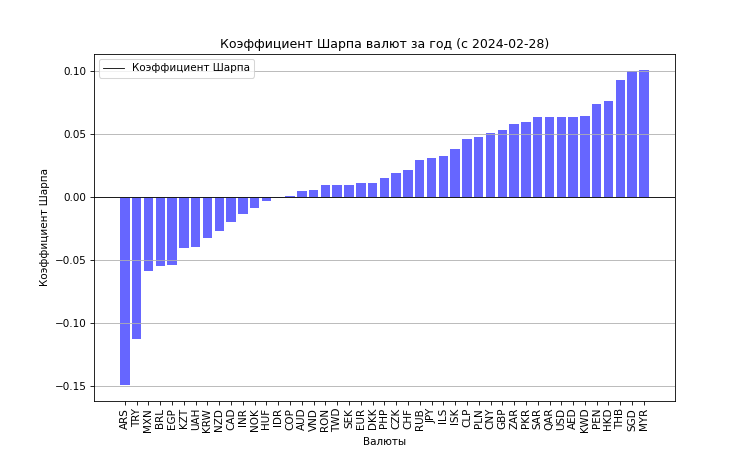 Коэффициент Шарпа валют за год (с 2024-02-28)
Коэффициент Шарпа
0.10
0.05
0.00
−0.05
−0.10
−0.15
Коэффициент Шарпа
ARS TRY MXN BRL EGP KZT UAH KRW NZD CAD INR NOK HUF IDR COP AUD VND RON TWD SEK EUR DKK PHP CZK CHF RUB JPY ILS ISK CLP PLN CNY GBP ZAR PKR SAR QAR USD AED KWD PEN HKD THB SGD MYR
Валюты